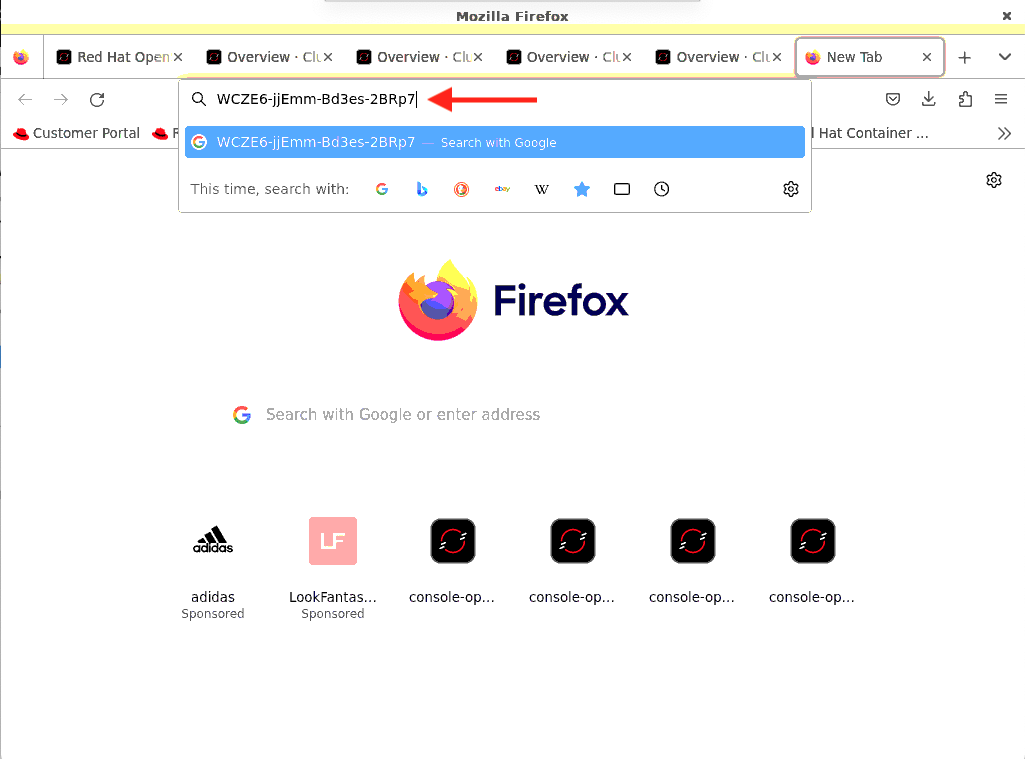 Mozilla Firefox
Red Hat Open
Overview · Clu
Overview · Clu
Overview · Clu
Overview · Clu
New Tab
WCZE6-jjEmm-Bd3es-2BRp7
Customer Portal
WCZE6-jjEmm-Bd3es-2BRp7 — Search with Google
Hat Container ...
This time, search with:
ebay
W
Firefox
Search with Google or enter address
adidas
LF
adidas
Sponsored
LookFantas...
Sponsored
console-op...
console-op...
console-op...
console-op...